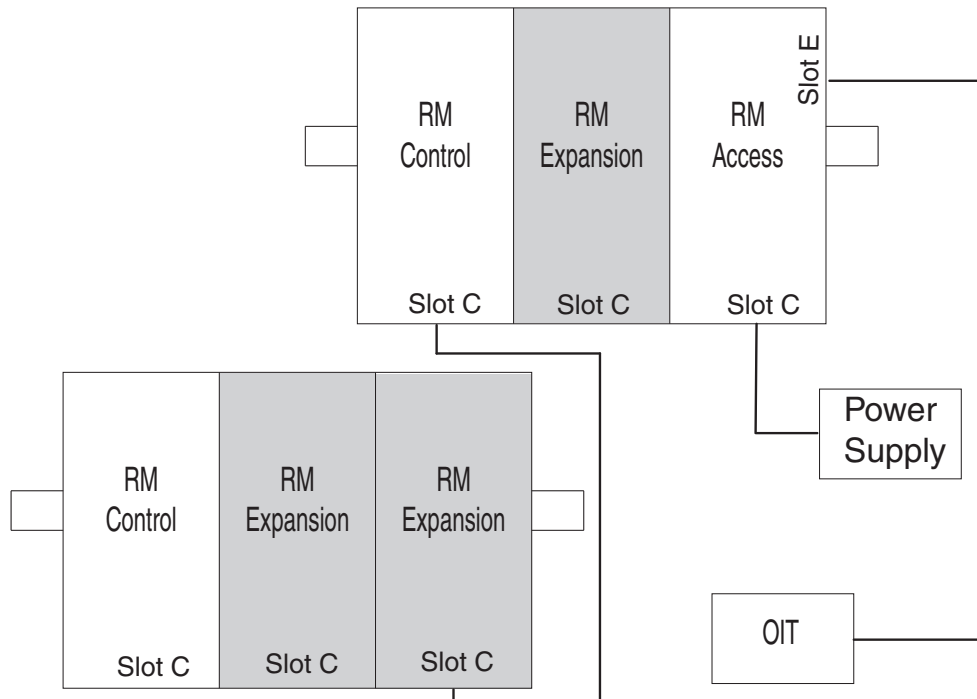 Slot E
RM
Control
RM
Expansion
RM
Access
Slot C
Slot C
Slot C
Power
Supply
RM
Control
RM
Expansion
RM
Expansion
Slot C
Slot C
Slot C
OIT